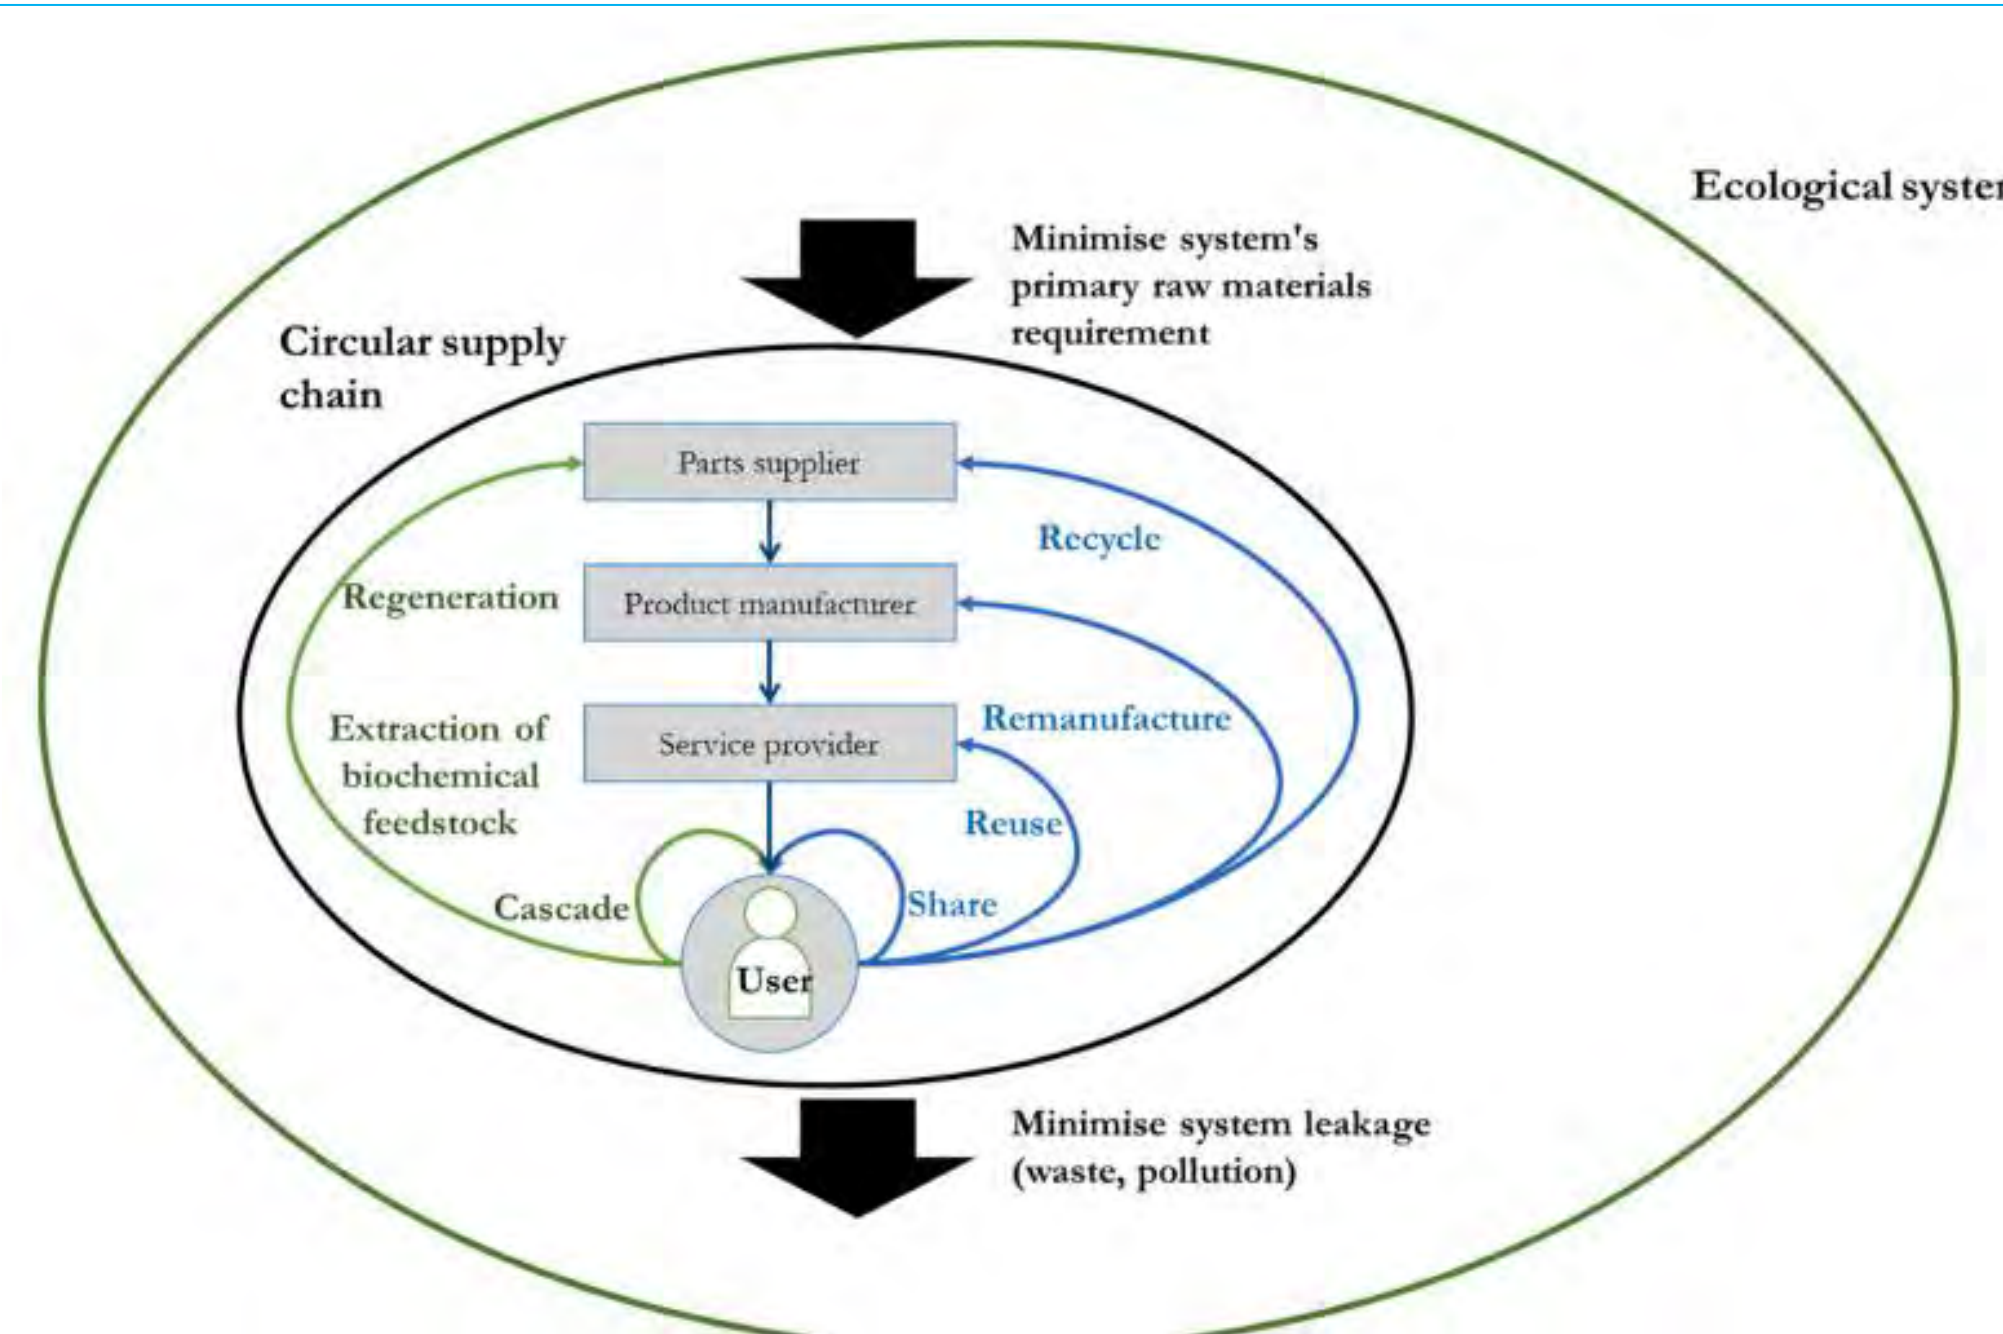 Ecological system
Minimise system's
primary raw materials
requirement
Circular supply
chain
Parts supplier
Recycle
Regeneration
Product manufacturer
Extraction of
biochemical
feedstock
Remanufacture
Service provider
Reuse
Cascade
Share
User
Minimise system leakage
(waste, pollution)